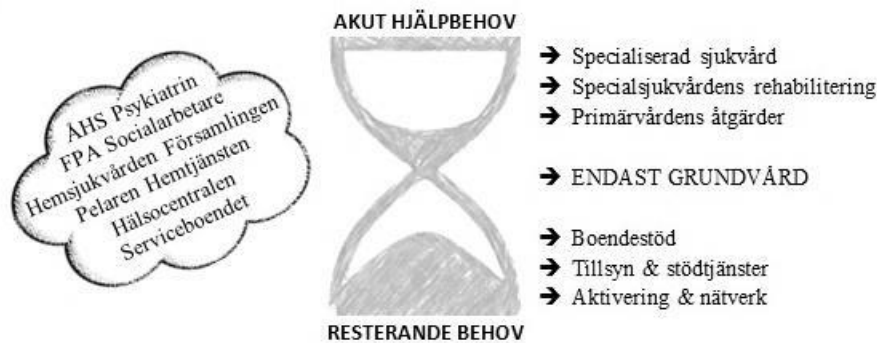 AKUT HJÄLPBEHOV
ÅHS Psykiatrin
FPA Socialarbetare
Hemsjukvården Församlingen
Pelaren Hemtjänsten
Hälsocentralen
Serviceboendet
➔ Specialiserad sjukvård
➔ Specialsjukvårdens rehabilitering
➔ Primärvårdens åtgärder
➔ ENDAST GRUNDVÅRD
➔ Boendestöd
➔ Tillsyn & stödtjänster
➔ Aktivering & nätverk
RESTERANDE BEHOV